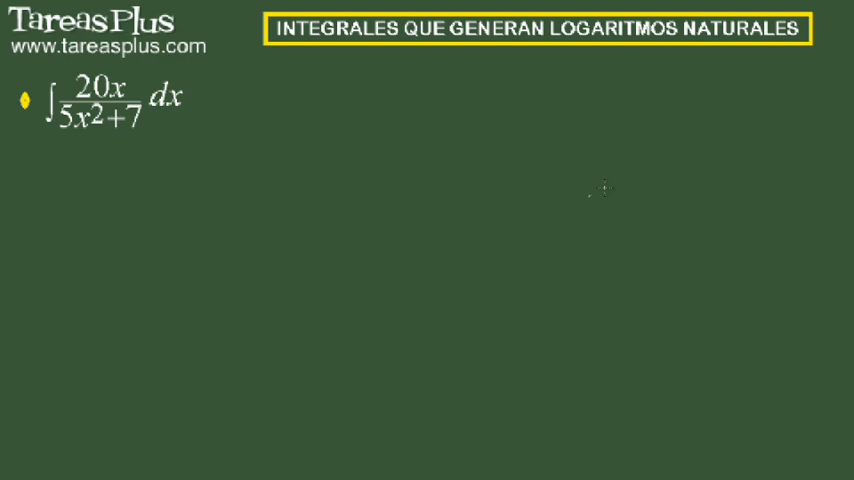 TareasPlus
www.tareasplus.com
INTEGRALES QUE GENERAN LOGARITMOS NATURALES
∫ 20x / 5x²+7 dx